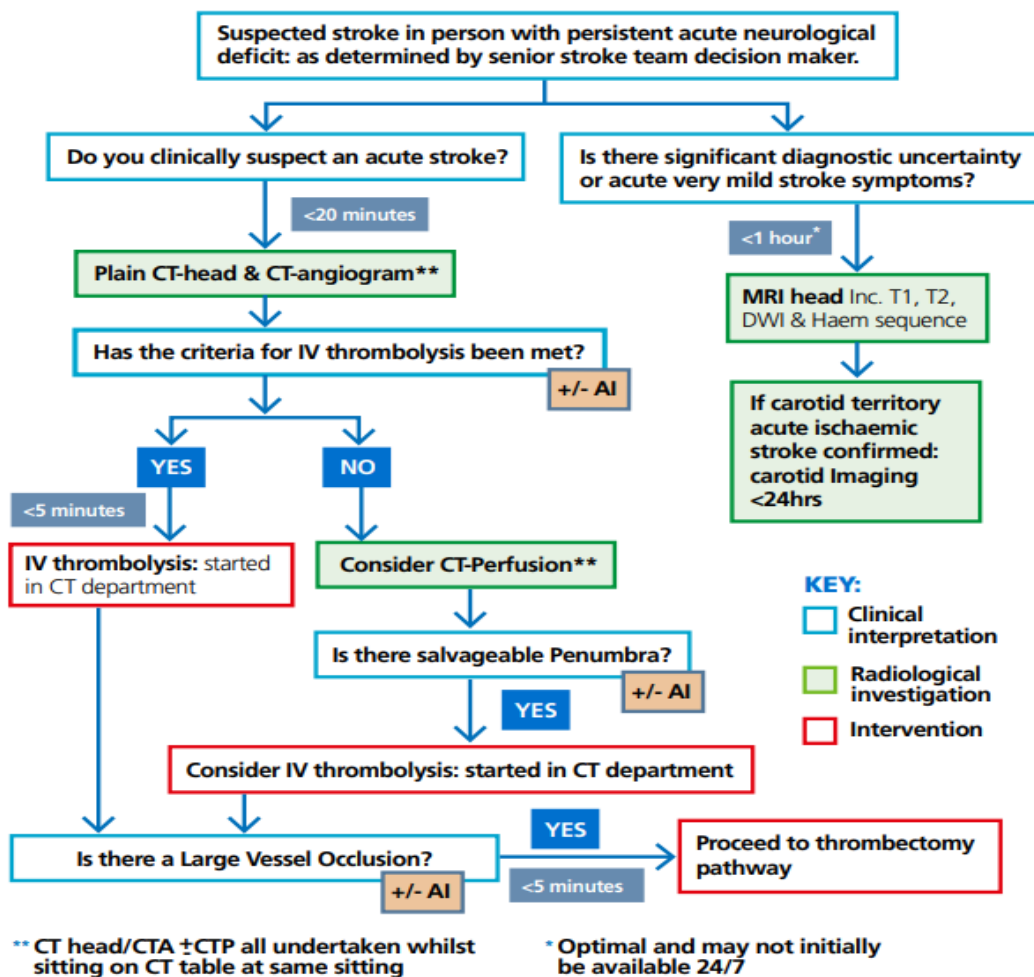 Suspected stroke in person with persistent acute neurological
deficit: as determined by senior stroke team decision maker.
Do you clinically suspect an acute stroke?
Is there significant diagnostic uncertainty
or acute very mild stroke symptoms?
<20 minutes
<1 hour*
Plain CT-head & CT-angiogram**
MRI head Inc. T1, T2,
DWI & Haem sequence
Has the criteria for IV thrombolysis been met?
+/- AI
If carotid territory
acute ischaemic
stroke confirmed:
carotid Imaging
<24hrs
YES
NO
<5 minutes
IV thrombolysis: started
in CT department
Consider CT-Perfusion**
Is there salvageable Penumbra?
+/- AI
YES
KEY:
Clinical
interpretation
Radiological
investigation
Intervention
Consider IV thrombolysis: started in CT department
Is there a Large Vessel Occlusion?
+/- AI
YES
<5 minutes
Proceed to thrombectomy
pathway
** CT head/CTA ±CTP all undertaken whilst
sitting on CT table at same sitting
* Optimal and may not initially
be available 24/7